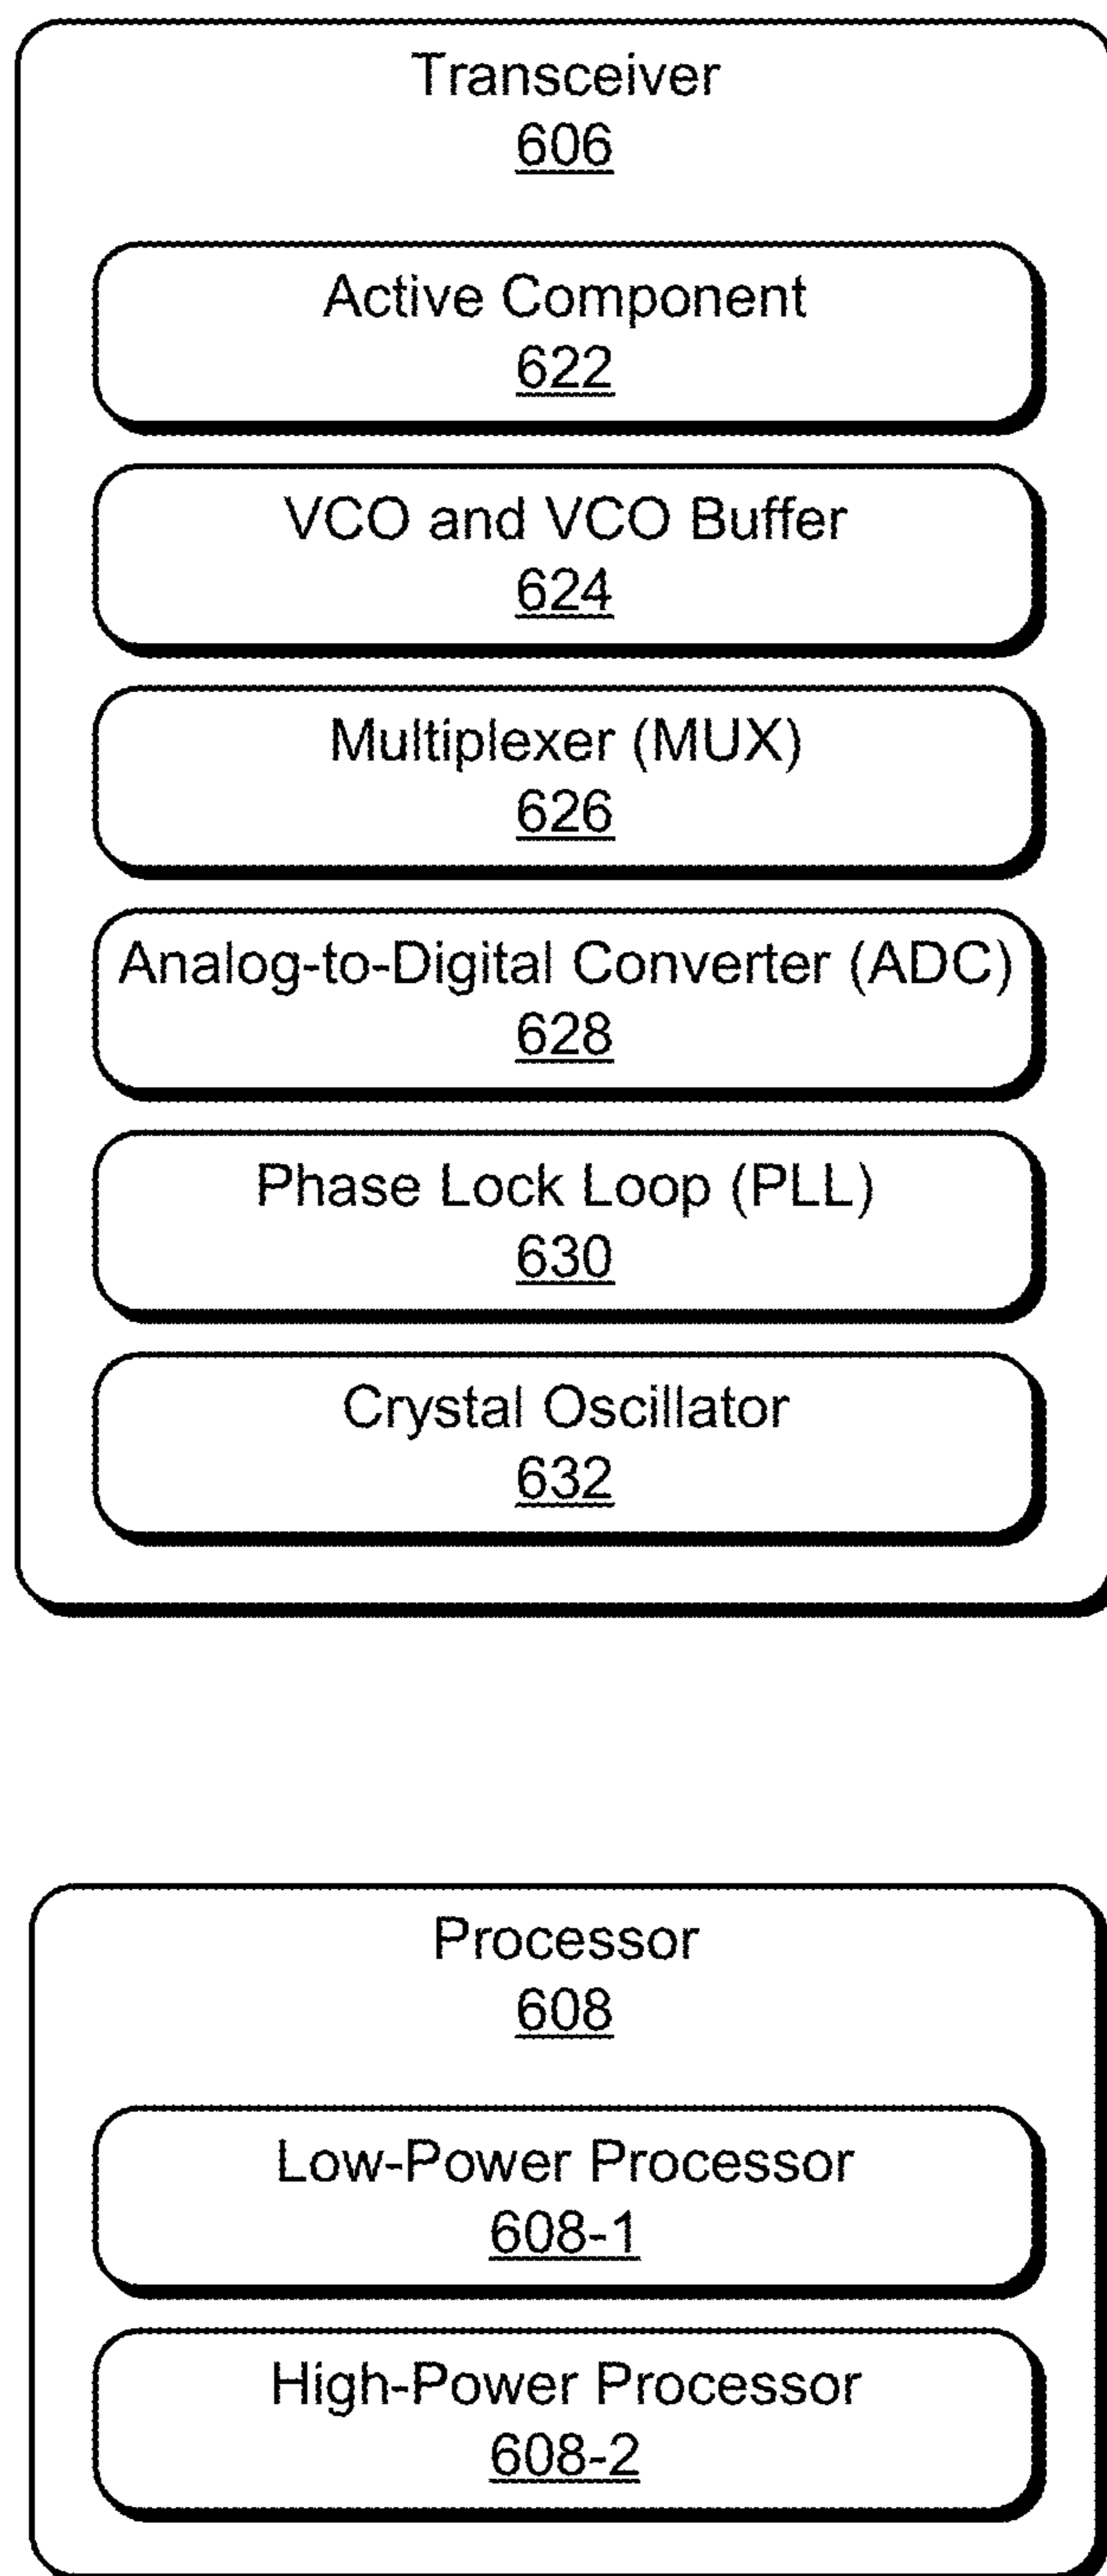 Transceiver
606
Active Component
622
VCO and VCO Buffer
624
Multiplexer (MUX)
626
Analog-to-Digital Converter (ADC)
628
Phase Lock Loop (PLL)
630
Crystal Oscillator
632
Processor
608
Low-Power Processor
608-1
High-Power Processor
608-2